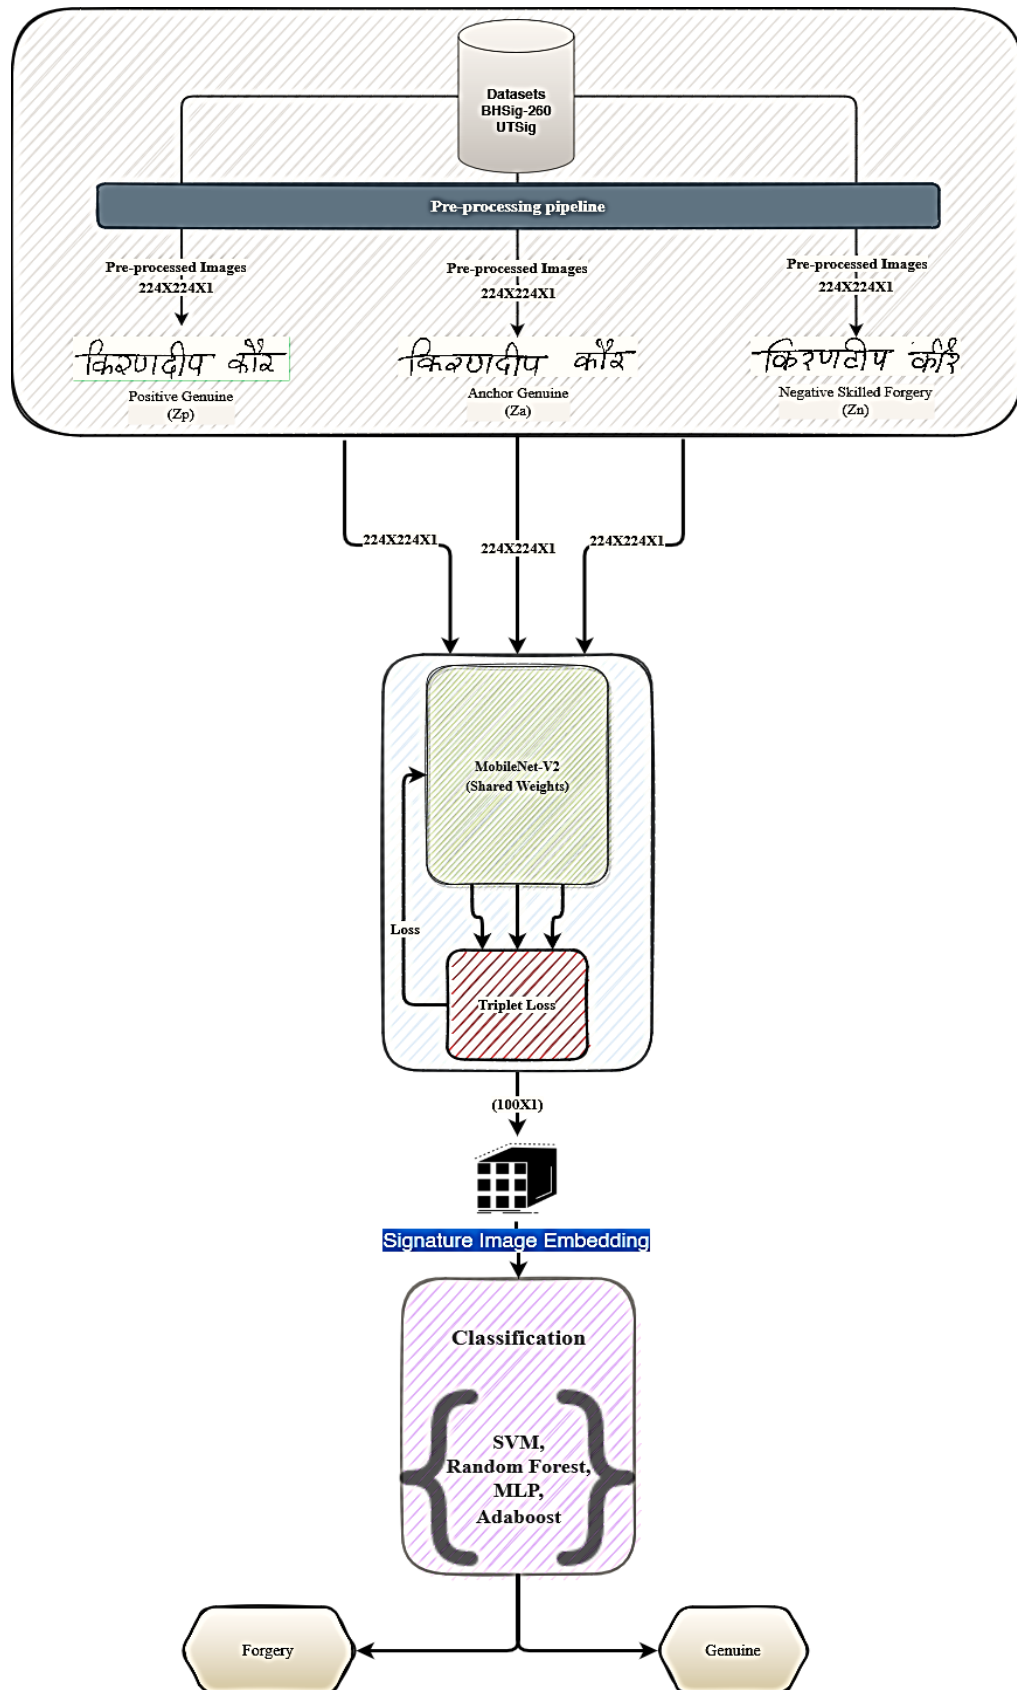 Datasets
BHSig-260
UTSig
Pre-processing pipeline
Pre-processed Images
224X224X1
Pre-processed Images
224X224X1
Pre-processed Images
224X224X1
किरणदीप कौर
किरणदीप कौर
किरणटीप कौर
Positive Genuine
(Zp)
Anchor Genuine
(Za)
Negative Skilled Forgery
(Zn)
224X224X1
224X224X1
224X224X1
MobileNet-V2
(Shared Weights)
Loss
Triplet Loss
(100X1)
Signature Image Embedding
Classification
SVM,
Random Forest,
MLP,
Adaboost
Forgery
Genuine